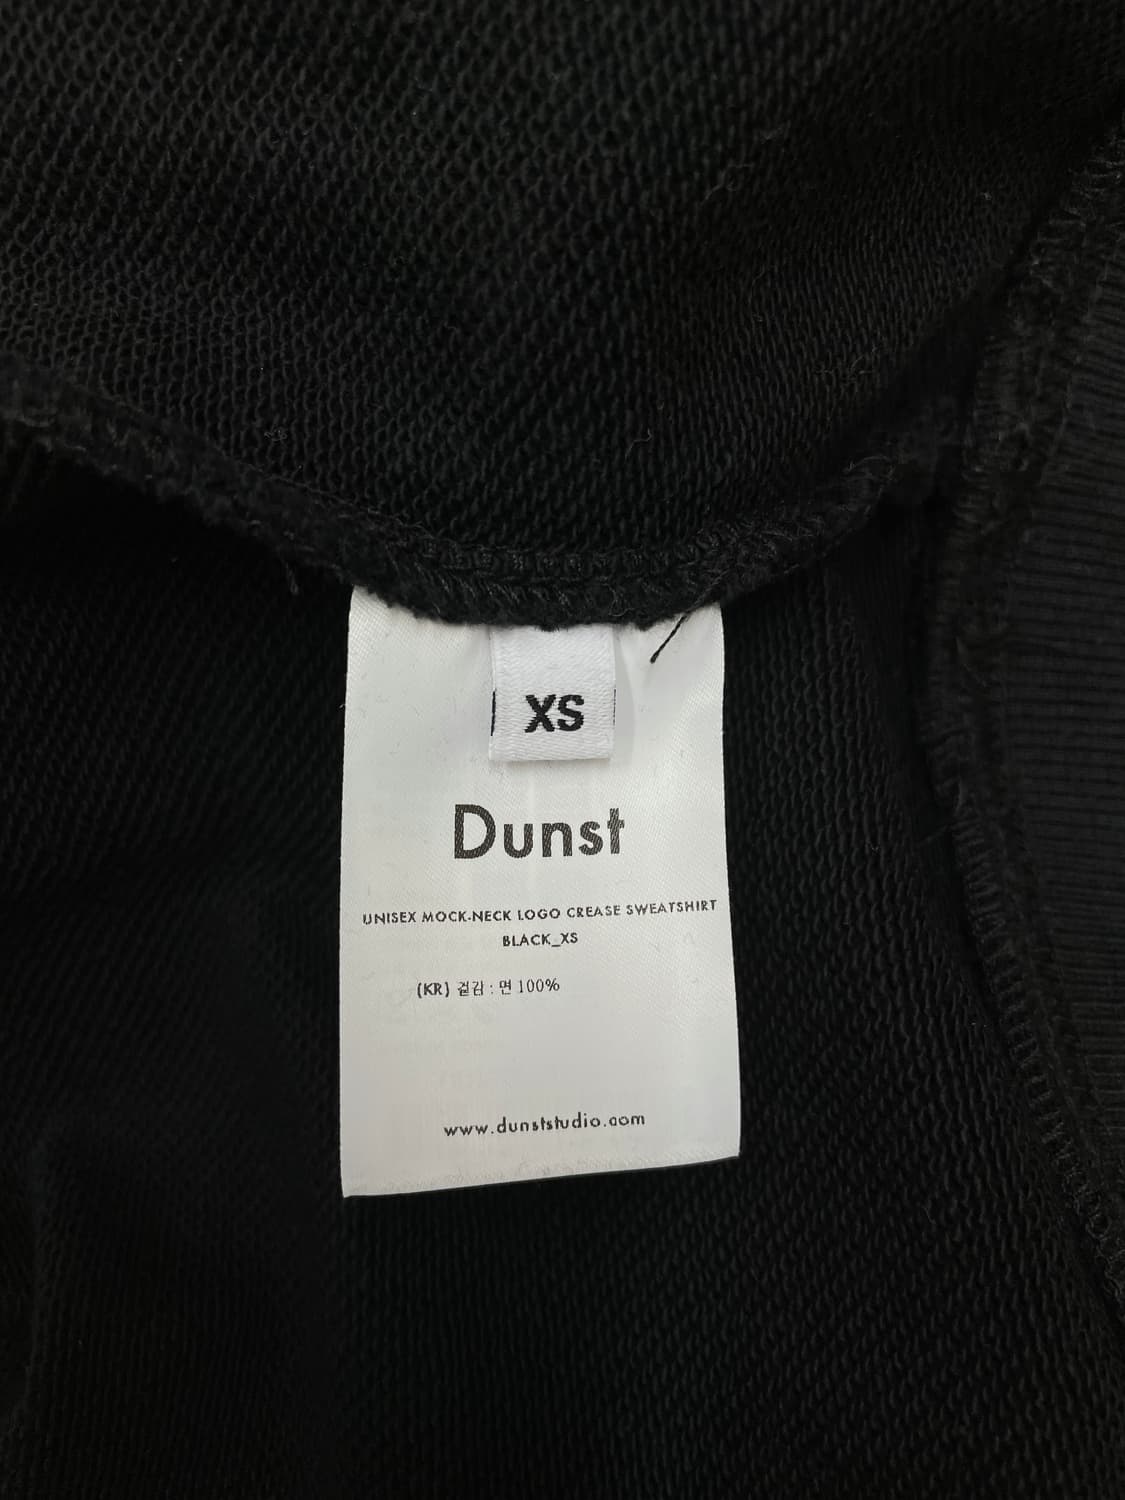 XS
Dunst
UNISEX MOCK-NECK LOGO CREASE SWEATSHIRT
BLACK_XS
(KR) 겉감 : 면 100%
www.dunststudio.com